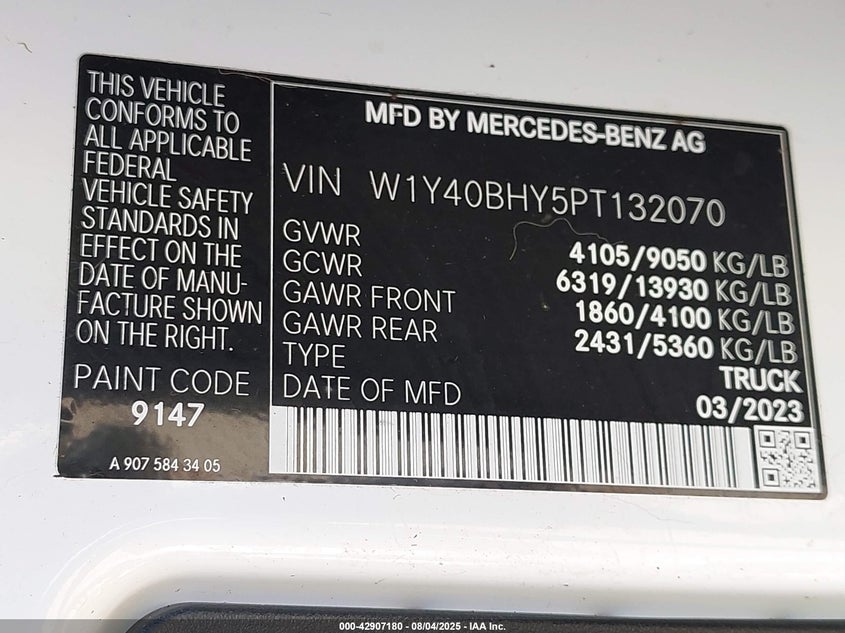 THIS VEHICLE
CONFORMS TO
ALL APPLICABLE
FEDERAL
VEHICLE SAFETY
STANDARDS IN
EFFECT ON THE
DATE OF MANU-
FACTURE SHOWN
ON THE RIGHT.
PAINT CODE
9147
A 907 584 34 05
MFD BY MERCEDES-BENZ AG
VIN W1Y40BHY5PT132070
GVWR 4105/9050 KG/LB
GCWR 6319/13930 KG/LB
GAWR FRONT 1860/4100 KG/LB
GAWR REAR 2431/5360 KG/LB
TYPE TRUCK
DATE OF MFD 03/2023
000-42907180 - 08/04/2025 - IAA Inc.